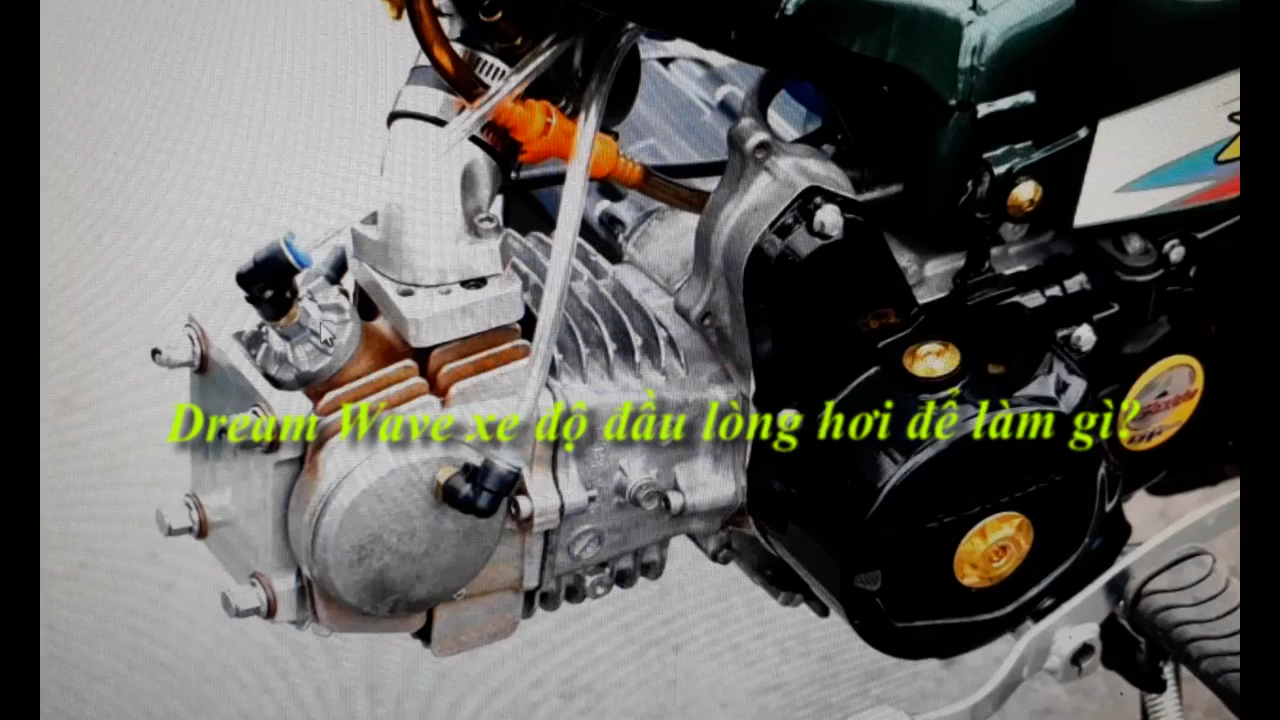 Dream Wave xe độ đầu lòng hơi để làm gì?